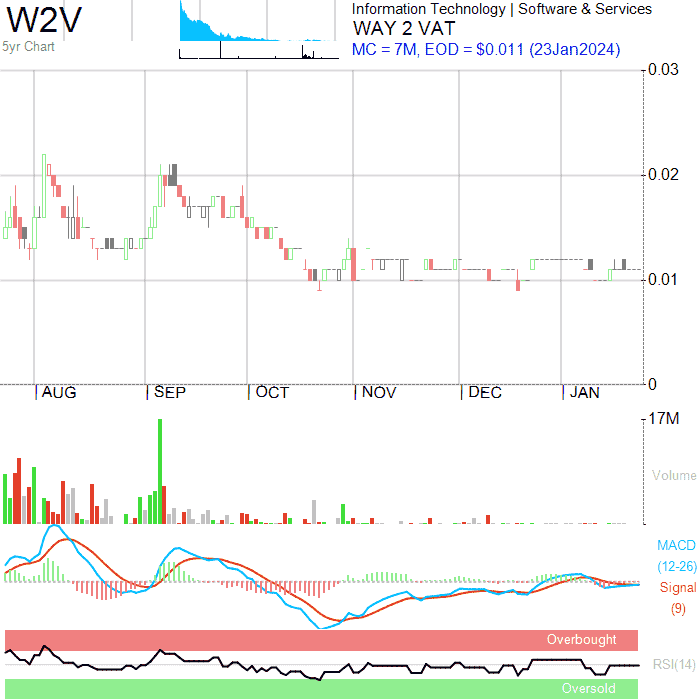 W2V
5yr Chart
Information Technology | Software & Services
WAY 2 VAT
MC = 7M, EOD = $0.011 (23Jan2024)
0.03
0.02
0.01
0
AUG SEP OCT NOV DEC JAN
17M
Volume
MACD
(12-26)
Signal
(9)
Overbought
RSI(14)
Oversold